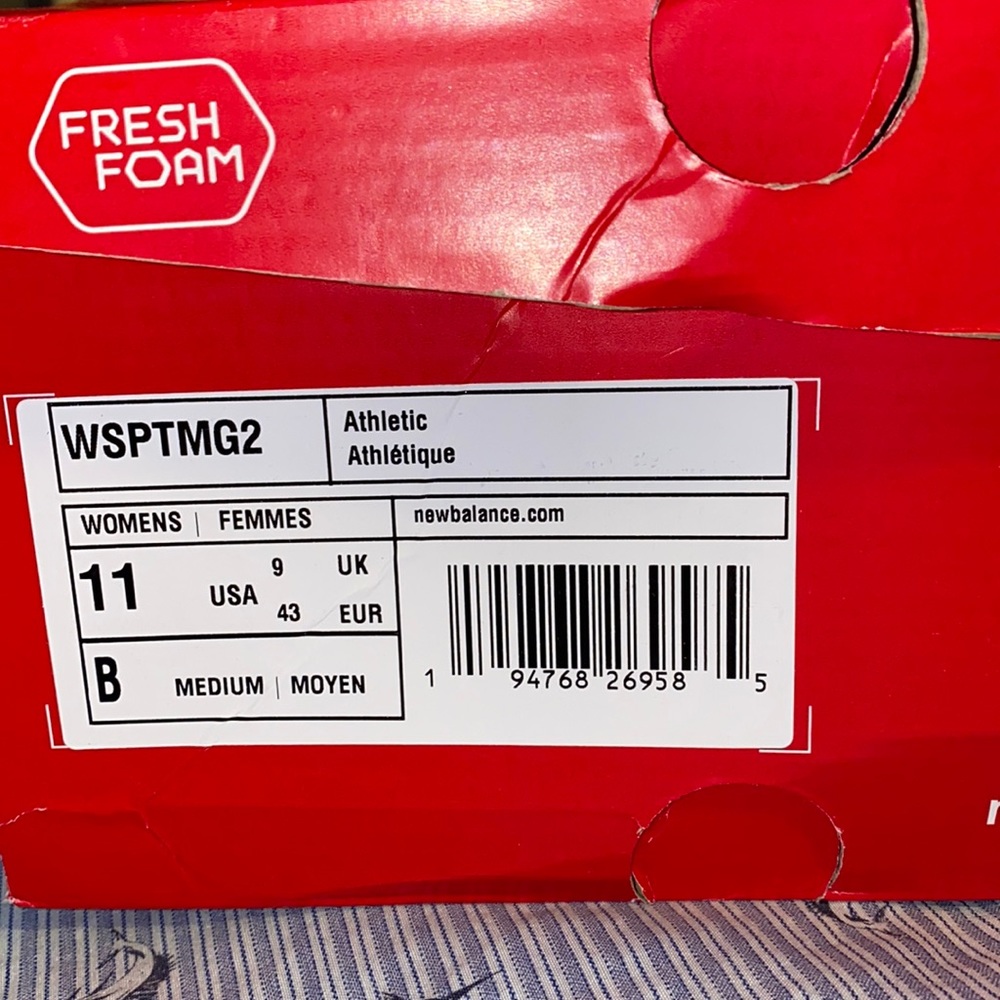 FRESH
FOAM
WSPTMG2
Athletic
Athlétique
WOMENS | FEMMES
newbalance.com
11 USA
9 UK
43 EUR
B MEDIUM | MOYEN
1 94768 26958 5